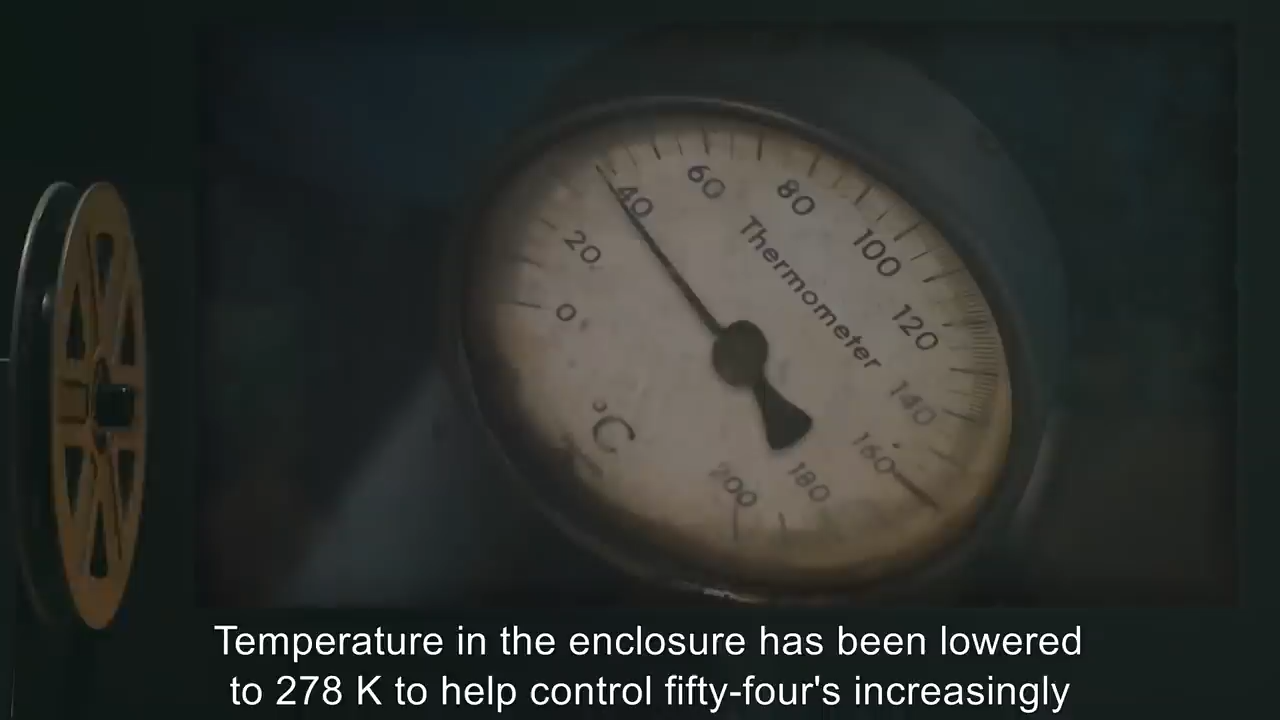 0
20
40
60
80
100
120
140
160
180
200
Thermometer
°C
Temperature in the enclosure has been lowered
to 278 K to help control fifty-four's increasingly